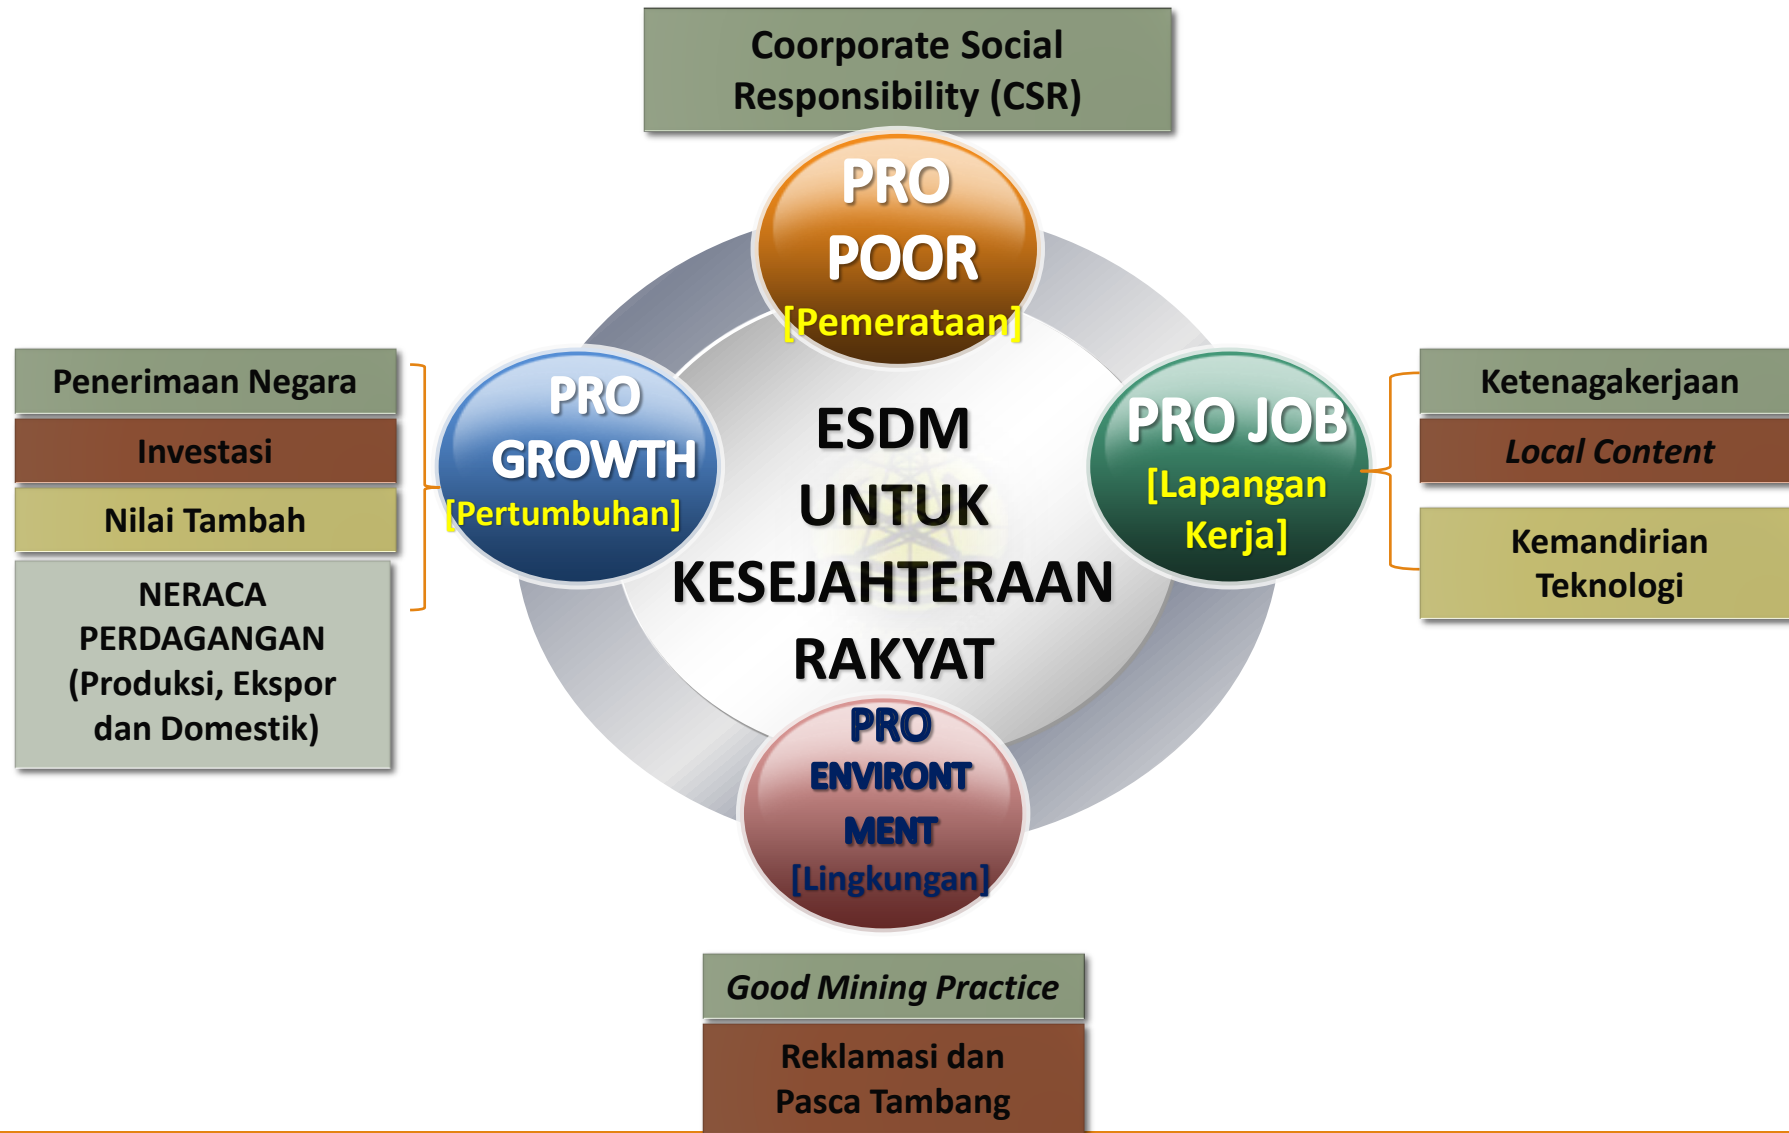 Coorporate Social
Responsibility (CSR)
PRO
POOR
[Pemerataan]
Penerimaan Negara
Investasi
Nilai Tambah
NERACA
PERDAGANGAN
(Produksi, Ekspor
dan Domestik)
PRO
GROWTH
[Pertumbuhan]
ESDM
UNTUK
KESEJAHTERAAN
RAKYAT
PRO JOB
[Lapangan
Kerja]
Ketenagakerjaan
Local Content
Kemandirian
Teknologi
PRO
ENVIRONT
MENT
[Lingkungan]
Good Mining Practice
Reklamasi dan
Pasca Tambang